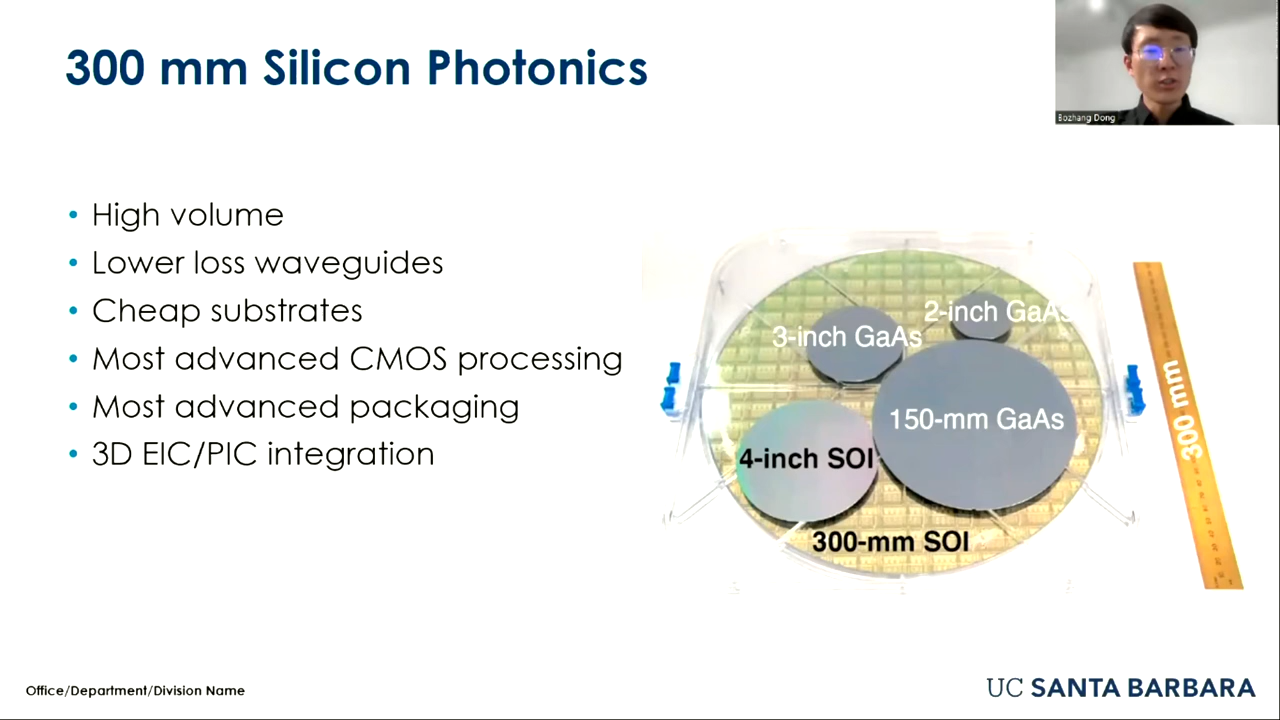 300 mm Silicon Photonics
Bozhang Dong
• High volume
• Lower loss waveguides
• Cheap substrates
• Most advanced CMOS processing
• Most advanced packaging
• 3D EIC/PIC integration
2-inch GaAs
3-inch GaAs
150-mm GaAs
4-inch SOI
300-mm SOI
300 mm
Office/Department/Division Name
UC SANTA BARBARA